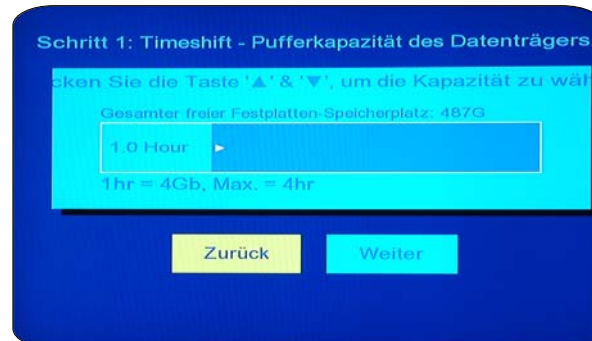 Schritt 1: Timeshift - Pufferkapazität des Datenträgers
cken Sie die Taste '▲' & '▼', um die Kapazität zu wäh
Gesamter freier Festplatten-Speicherplatz: 487G
1.0 Hour
1hr = 4Gb, Max. = 4hr
Zurück Weiter